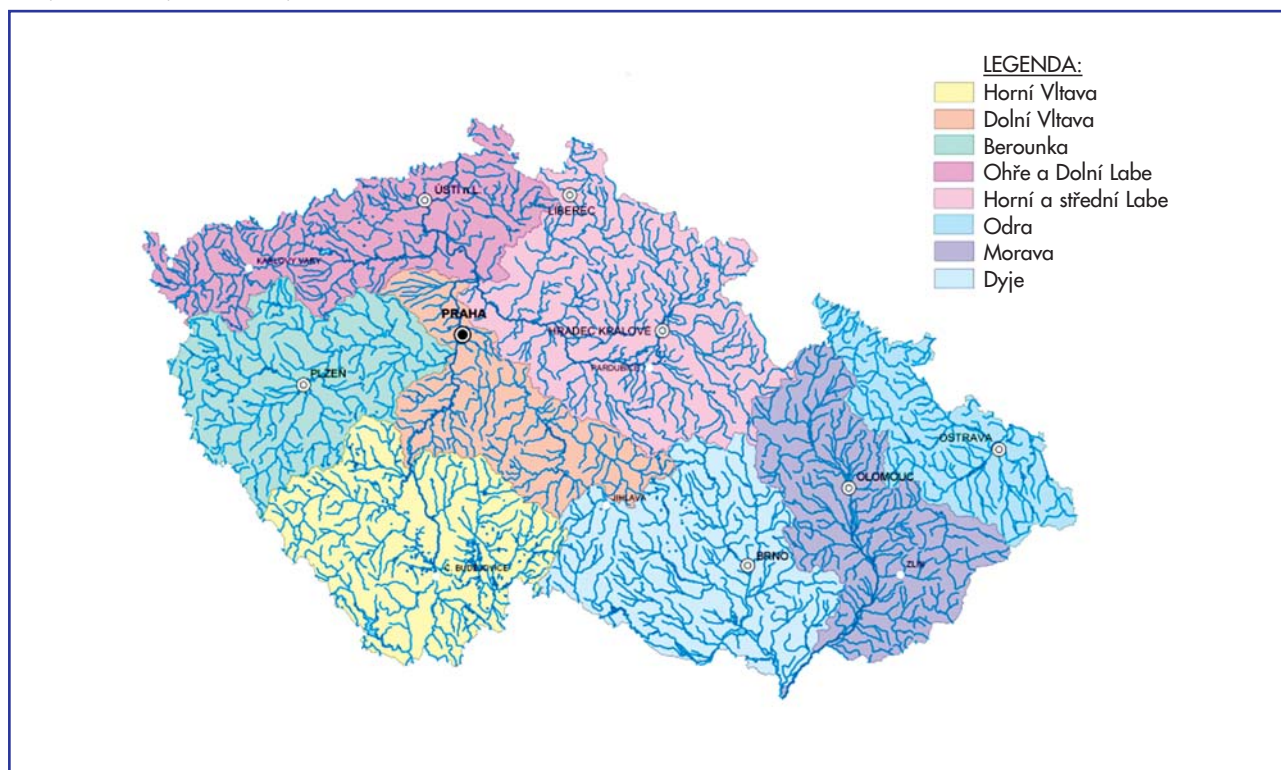 LEGENDA:
Horní Vltava
Dolní Vltava
Berounka
Ohře a Dolní Labe
Horní a střední Labe
Odra
Morava
Dyje
ÚSTÍ n.L.
LIBEREC
KARLOVY VARY
PRAHA
HRADEC KRÁLOVÉ
PARDUBICE
PLZEŇ
OSTRAVA
OLOMOUC
JIHLAVA
BRNO
Č. BUDĚJOVICE
ZLÍN